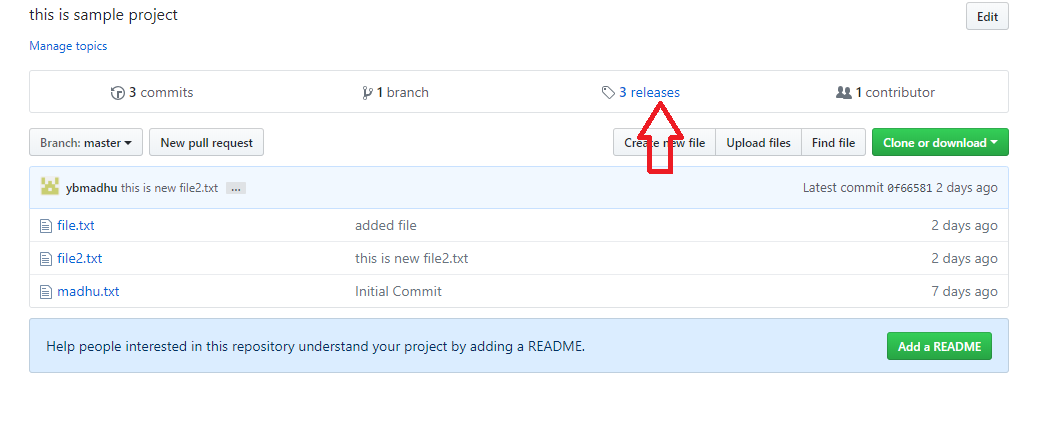 this is sample project
Edit
Manage topics
3 commits 1 branch 3 releases 1 contributor
Branch: master New pull request Create new file Upload files Find file Clone or download
ybmadhu this is new file2.txt ... Latest commit 0f66581 2 days ago
file.txt added file 2 days ago
file2.txt this is new file2.txt 2 days ago
madhu.txt Initial Commit 7 days ago
Help people interested in this repository understand your project by adding a README. Add a README